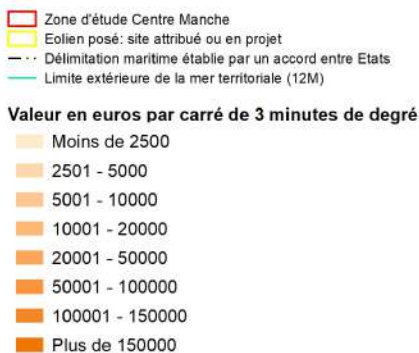 Zone d'étude Centre Manche
Eolien posé: site attribué ou en projet
Délimitation maritime établie par un accord entre Etats
Limite extérieure de la mer territoriale (12M)
Valeur en euros par carré de 3 minutes de degré
Moins de 2500
2501 - 5000
5001 - 10000
10001 - 20000
20001 - 50000
50001 - 100000
100001 - 150000
Plus de 150000